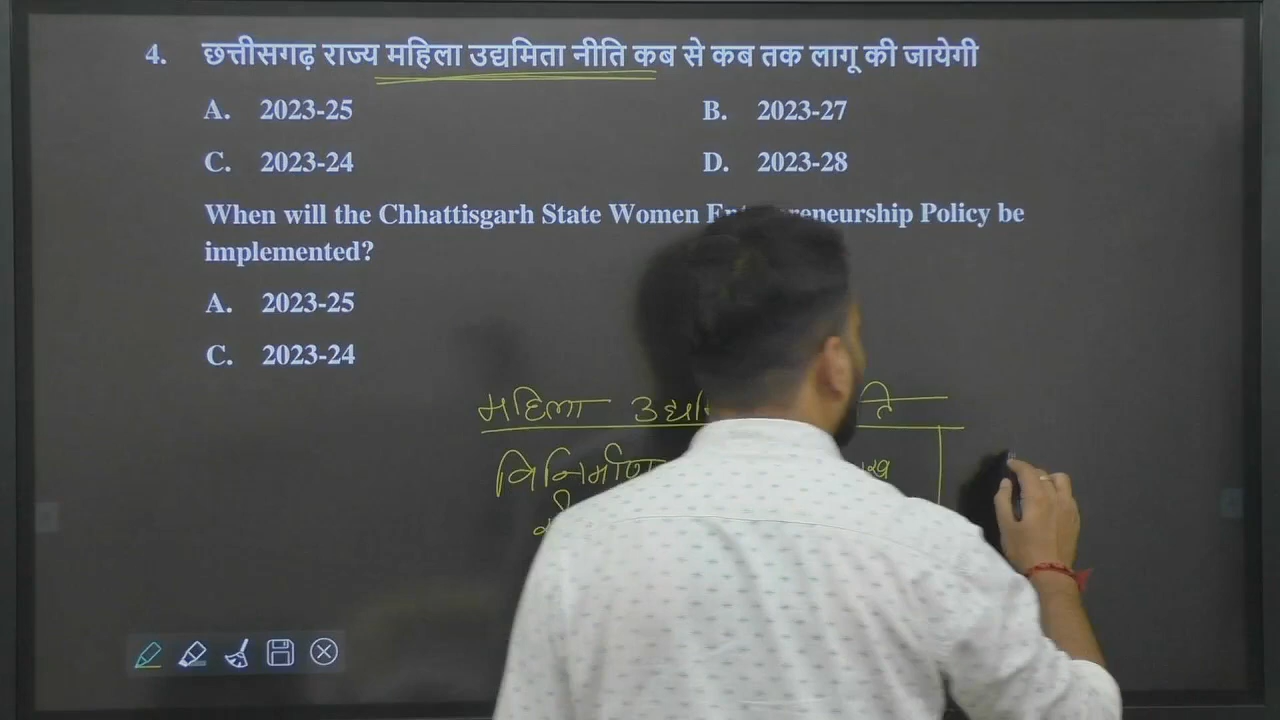 4. छत्तीसगढ़ राज्य महिला उद्यमिता नीति कब से कब तक लागू की जायेगी
A. 2023-25 B. 2023-27
C. 2023-24 D. 2023-28
When will the Chhattisgarh State Women Entrepreneurship Policy be
implemented?
A. 2023-25
C. 2023-24
महिला
विनिर्माण